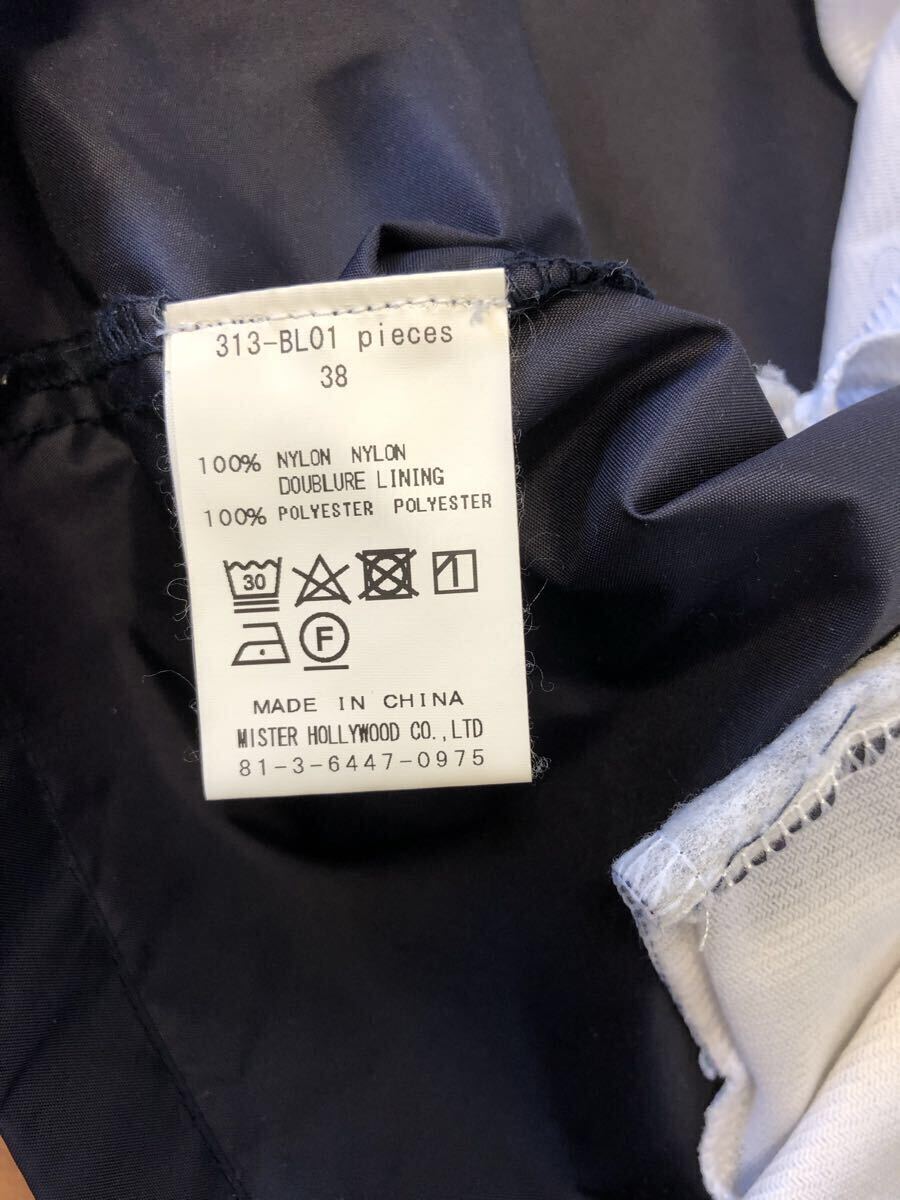 313-BL01 pieces
38
100% NYLON NYLON
DOUBLURE LINING
100% POLYESTER POLYESTER
30
F
MADE IN CHINA
MISTER HOLLYWOOD CO.,LTD
81-3-6447-0975